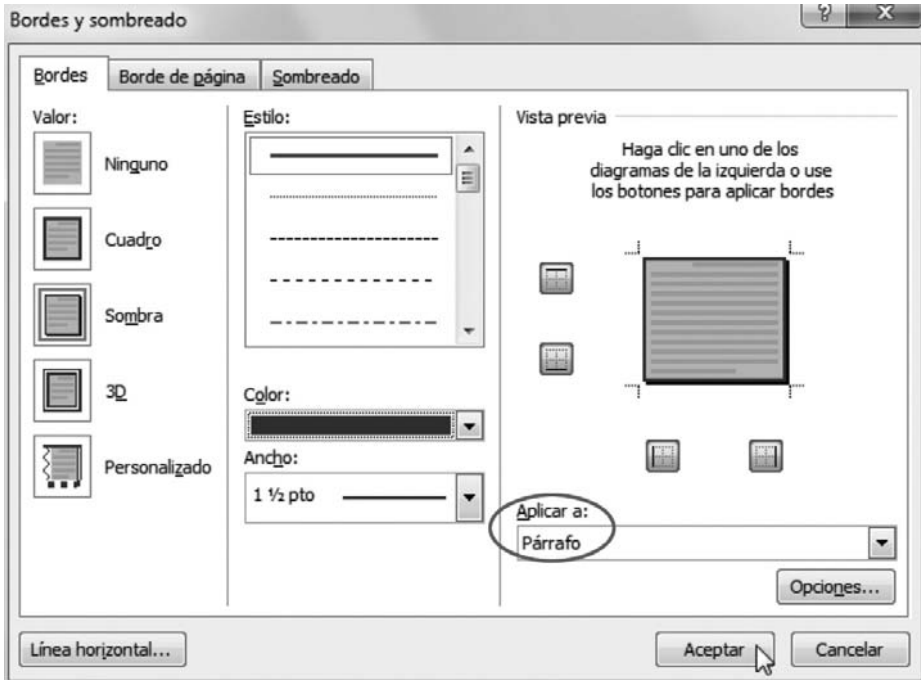 Bordes y sombreado
?
X
Bordes
Borde de página
Sombreado
Valor:
Ninguno
Cuadro
Sombra
3D
Personalizado
Estilo:
Color:
Ancho:
1 ½ pto
Vista previa
Haga clic en uno de los
diagramas de la izquierda o use
los botones para aplicar bordes
Aplicar a:
Párrafo
Opciones...
Línea horizontal...
Aceptar
Cancelar